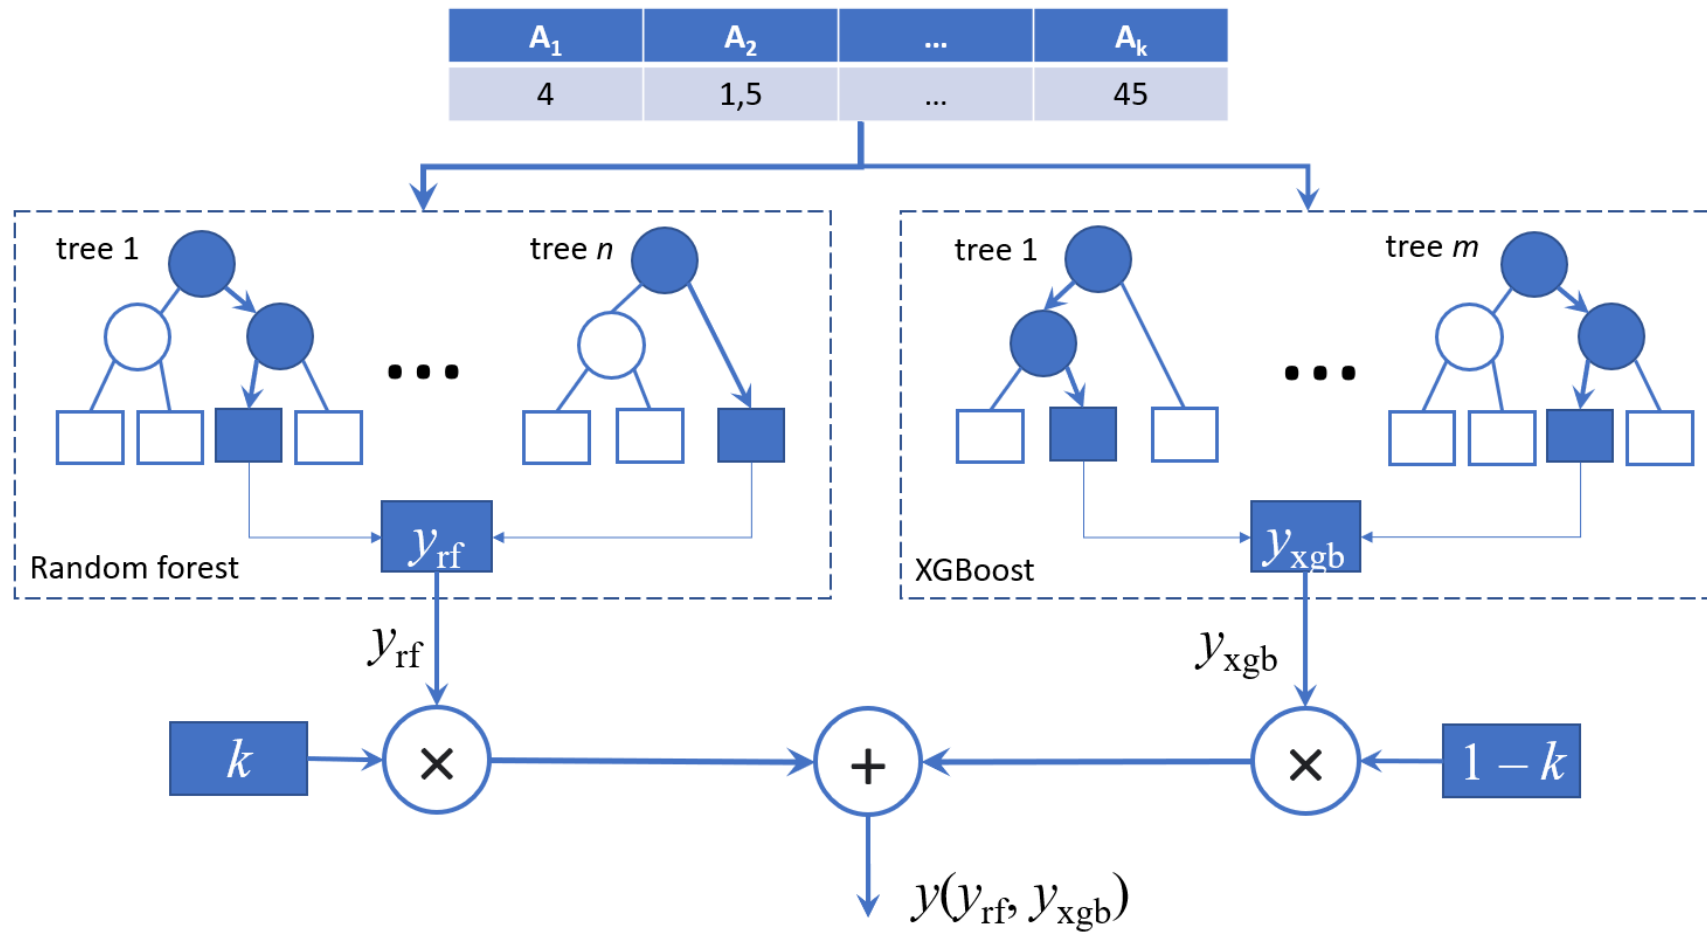 A1 A2 ... Ak
4 1,5 ... 45
tree 1 tree n tree 1 tree m
... ...
yrf yxgb
Random forest XGBoost
yrf yxgb
k × + × 1 – k
y(yrf, yxgb)